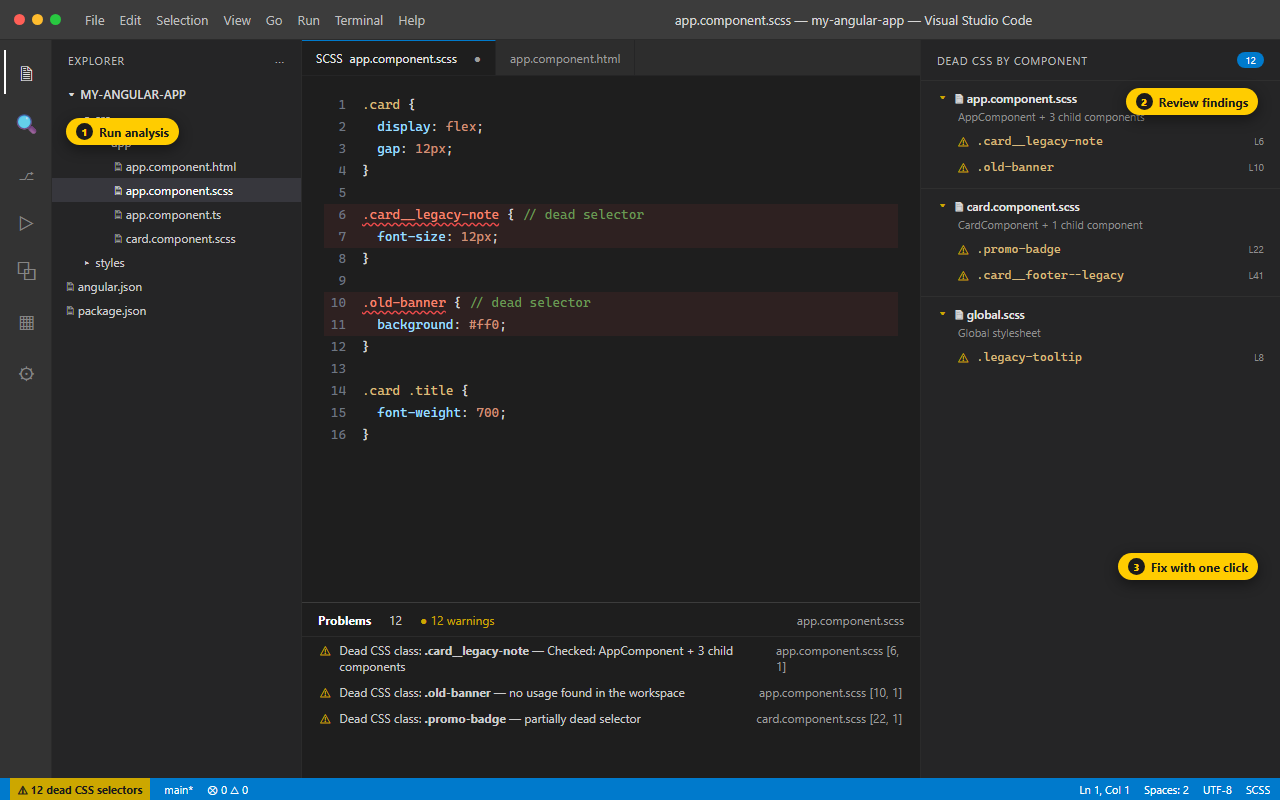 File Edit Selection View Go Run Terminal Help
app.component.scss — my-angular-app — Visual Studio Code
EXPLORER ...
MY-ANGULAR-APP
1 Run analysis
app
app.component.html
app.component.scss
app.component.ts
card.component.scss
styles
angular.json
package.json
SCSS app.component.scss ●
app.component.html
1 .card {
2 display: flex;
3 gap: 12px;
4 }
5
6 .card__legacy-note { // dead selector
7 font-size: 12px;
8 }
9
10 .old-banner { // dead selector
11 background: #ff0;
12 }
13
14 .card .title {
15 font-weight: 700;
16 }
Problems 12 ● 12 warnings app.component.scss
Dead CSS class: .card__legacy-note — Checked: AppComponent + 3 child
components
app.component.scss [6,
1]
Dead CSS class: .old-banner — no usage found in the workspace app.component.scss [10, 1]
Dead CSS class: .promo-badge — partially dead selector card.component.scss [22, 1]
DEAD CSS BY COMPONENT 12
app.component.scss
2 Review findings
AppComponent + 3 child components
.card__legacy-note L6
.old-banner L10
card.component.scss
CardComponent + 1 child component
.promo-badge L22
.card__footer--legacy L41
global.scss
Global stylesheet
.legacy-tooltip L8
3 Fix with one click
⚠ 12 dead CSS selectors main* ⊗ 0 ⚠ 0 Ln 1, Col 1 Spaces: 2 UTF-8 SCSS